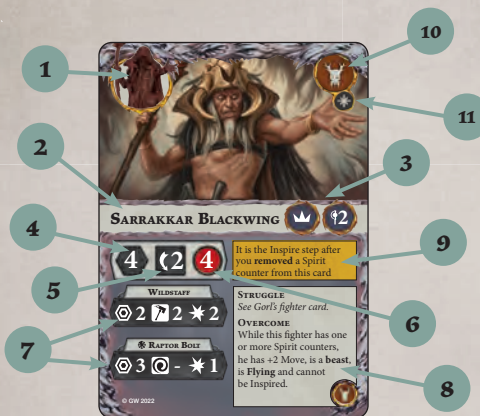 10
1
11
2
3
SARRAKKAR BLACKWING 2
4
4 2 4
It is the Inspire step after
you removed a Spirit
counter from this card
9
5
6
WILDSTAFF
2 2 2
7
RAPTOR BOLT
3 - 1
STRUGGLE
See Gorl's fighter card.
OVERCOME
While this fighter has one
or more Spirit counters,
he has +2 Move, is a beast,
is Flying and cannot
be Inspired.
8
© GW 2022